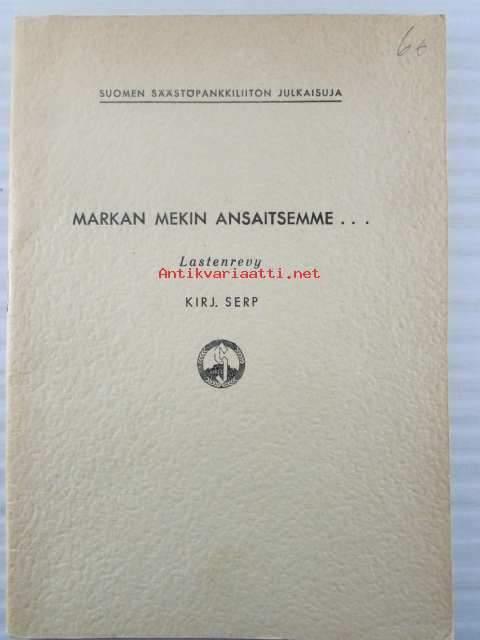 6€
SUOMEN SÄÄSTÖPANKKILIITON JULKAISUJA
MARKAN MEKIN ANSAITSEMME . . .
Lastenrevy
Antikvariaatti.net
KIRJ. SERP